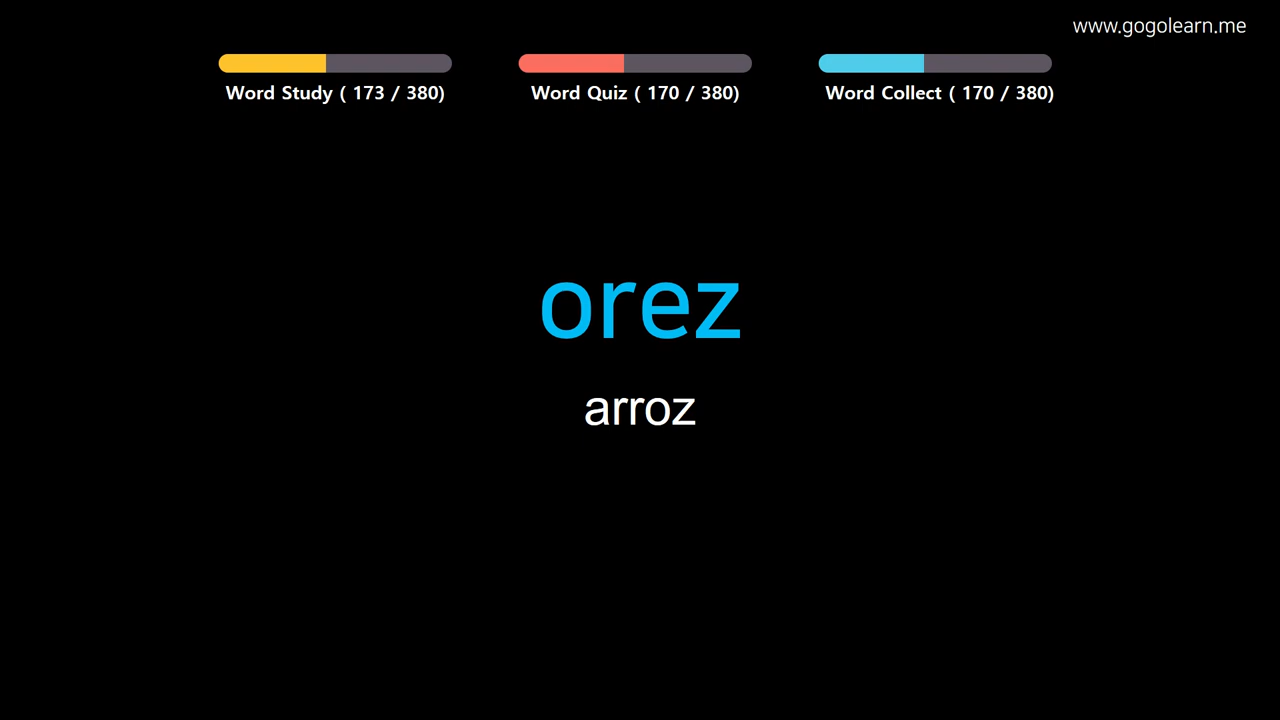 www.gogolearn.me
Word Study ( 173 / 380)
Word Quiz ( 170 / 380)
Word Collect ( 170 / 380)
orez
arroz